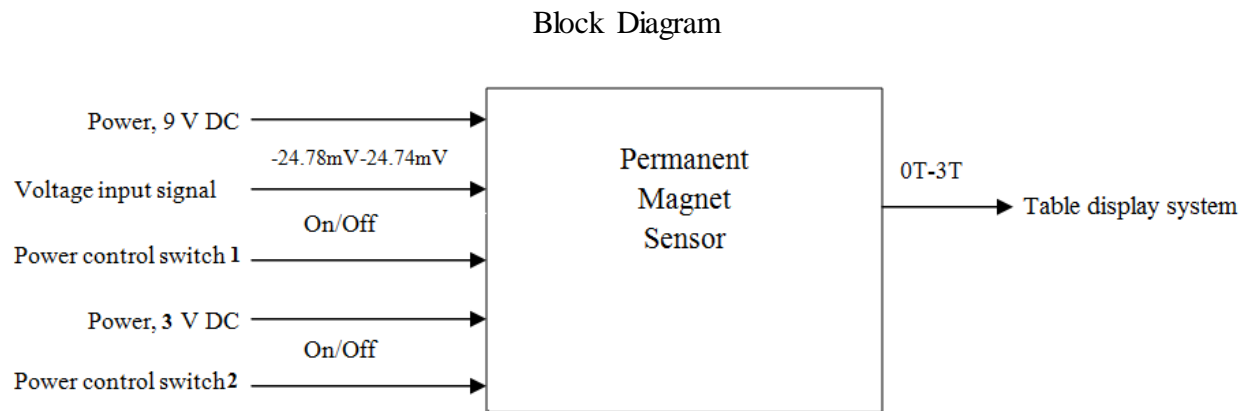 Block Diagram
Power, 9 V DC
-24.78mV-24.74mV
Voltage input signal
On/Off
Power control switch 1
Power, 3 V DC
On/Off
Power control switch2
Permanent
Magnet
Sensor
0T-3T
Table display system